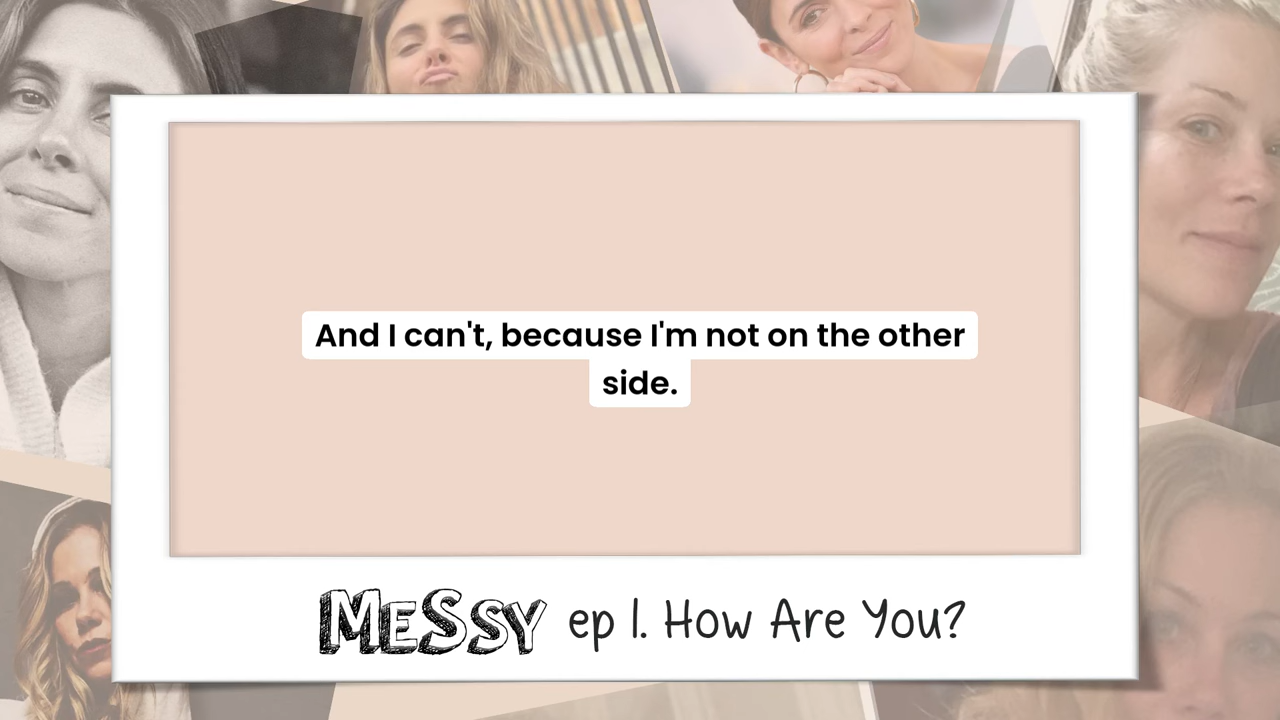 And I can't, because I'm not on the other
side.
MeSSY ep 1. How Are You?